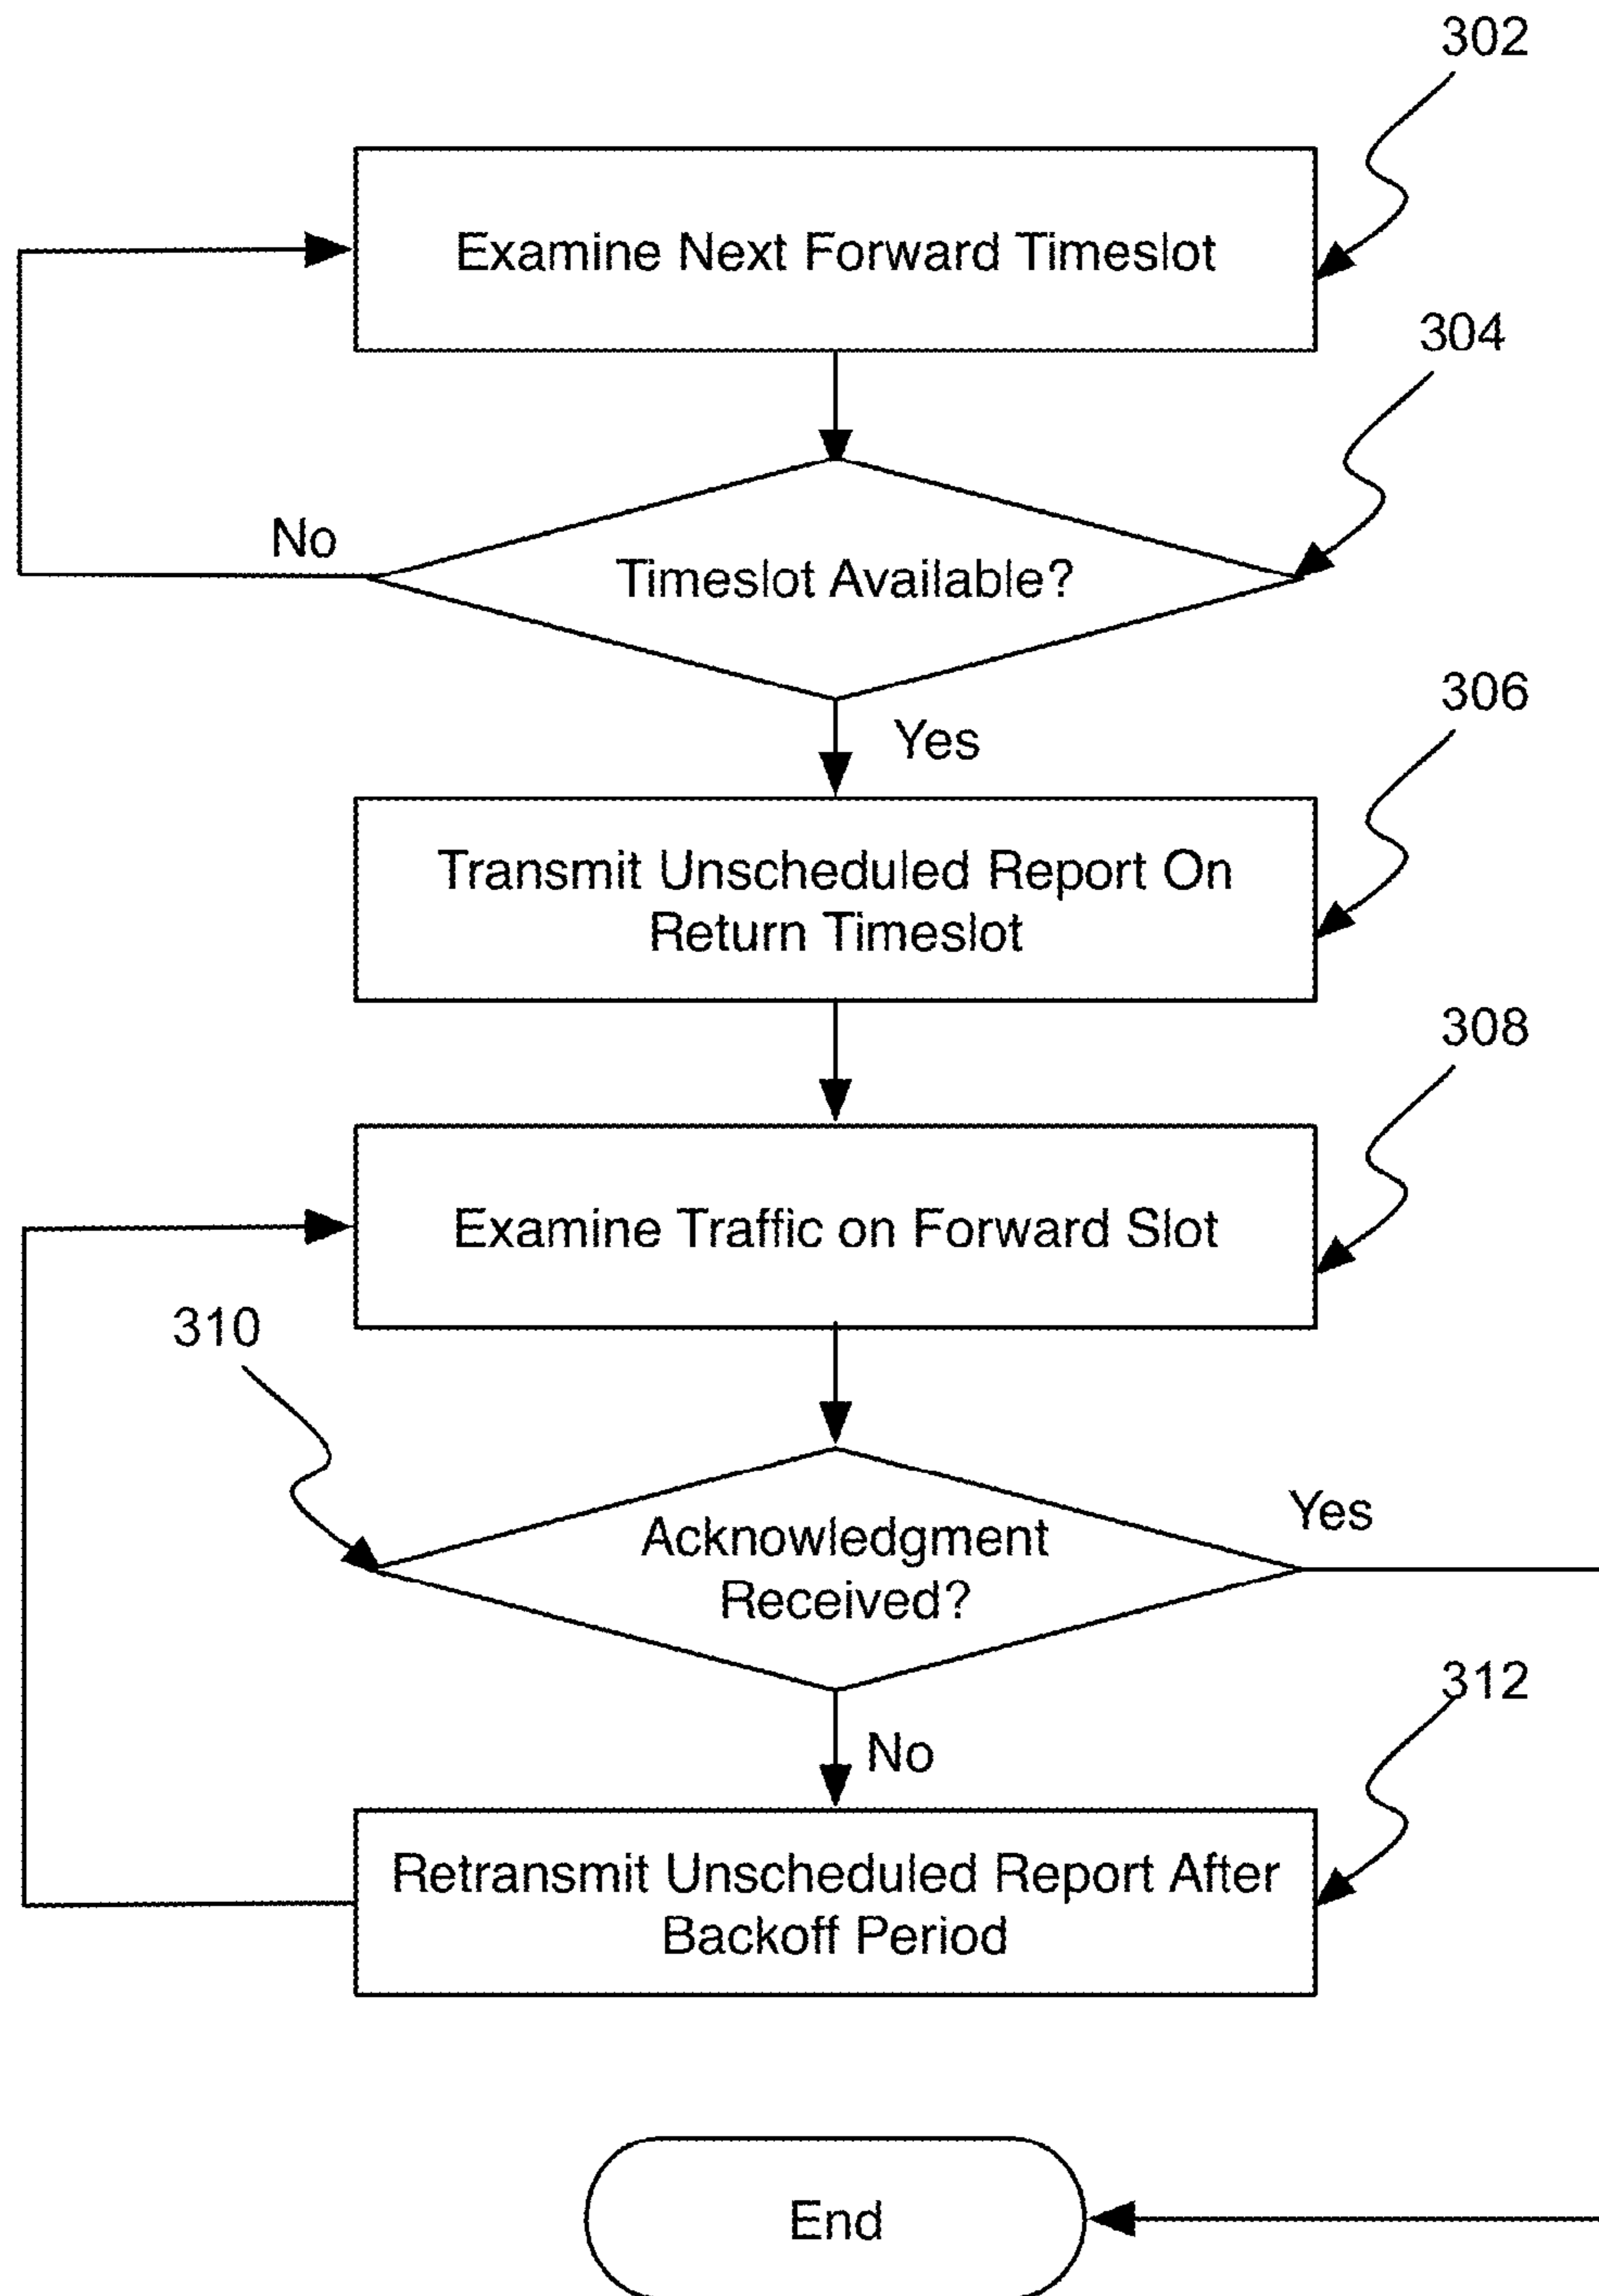 302
Examine Next Forward Timeslot
304
No
Timeslot Available?
306
Yes
Transmit Unscheduled Report On
Return Timeslot
308
Examine Traffic on Forward Slot
310
Yes
Acknowledgment
Received?
312
No
Retransmit Unscheduled Report After
Backoff Period
End